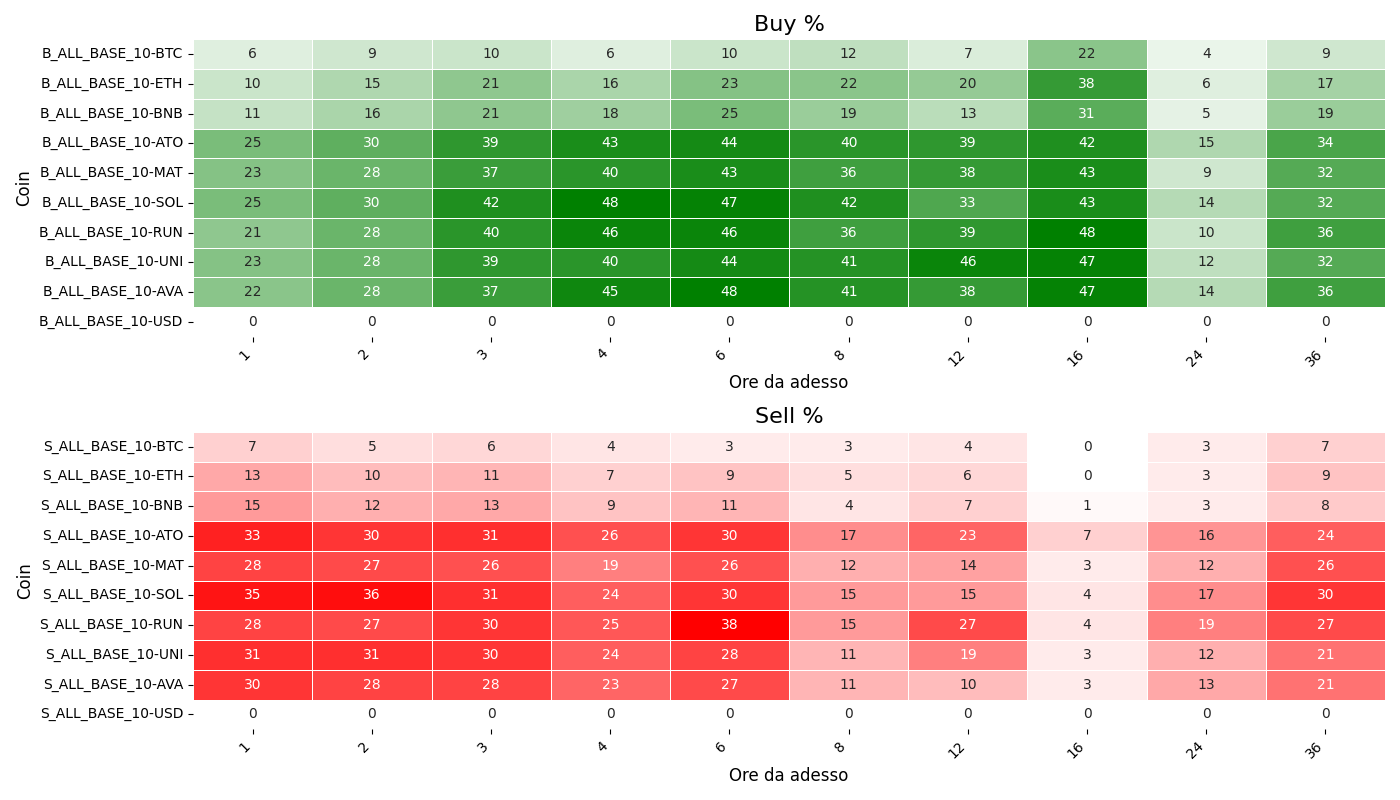 Buy %
Coin
B_ALL_BASE_10-BTC 6 9 10 6 10 12 7 22 4 9
B_ALL_BASE_10-ETH 10 15 21 16 23 22 20 38 6 17
B_ALL_BASE_10-BNB 11 16 21 18 25 19 13 31 5 19
B_ALL_BASE_10-ATO 25 30 39 43 44 40 39 42 15 34
B_ALL_BASE_10-MAT 23 28 37 40 43 36 38 43 9 32
B_ALL_BASE_10-SOL 25 30 42 48 47 42 33 43 14 32
B_ALL_BASE_10-RUN 21 28 40 46 46 36 39 48 10 36
B_ALL_BASE_10-UNI 23 28 39 40 44 41 46 47 12 32
B_ALL_BASE_10-AVA 22 28 37 45 48 41 38 47 14 36
B_ALL_BASE_10-USD 0 0 0 0 0 0 0 0 0 0
1 2 3 4 6 8 12 16 24 36
Ore da adesso
Sell %
Coin
S_ALL_BASE_10-BTC 7 5 6 4 3 3 4 0 3 7
S_ALL_BASE_10-ETH 13 10 11 7 9 5 6 0 3 9
S_ALL_BASE_10-BNB 15 12 13 9 11 4 7 1 3 8
S_ALL_BASE_10-ATO 33 30 31 26 30 17 23 7 16 24
S_ALL_BASE_10-MAT 28 27 26 19 26 12 14 3 12 26
S_ALL_BASE_10-SOL 35 36 31 24 30 15 15 4 17 30
S_ALL_BASE_10-RUN 28 27 30 25 38 15 27 4 19 27
S_ALL_BASE_10-UNI 31 31 30 24 28 11 19 3 12 21
S_ALL_BASE_10-AVA 30 28 28 23 27 11 10 3 13 21
S_ALL_BASE_10-USD 0 0 0 0 0 0 0 0 0 0
1 2 3 4 6 8 12 16 24 36
Ore da adesso